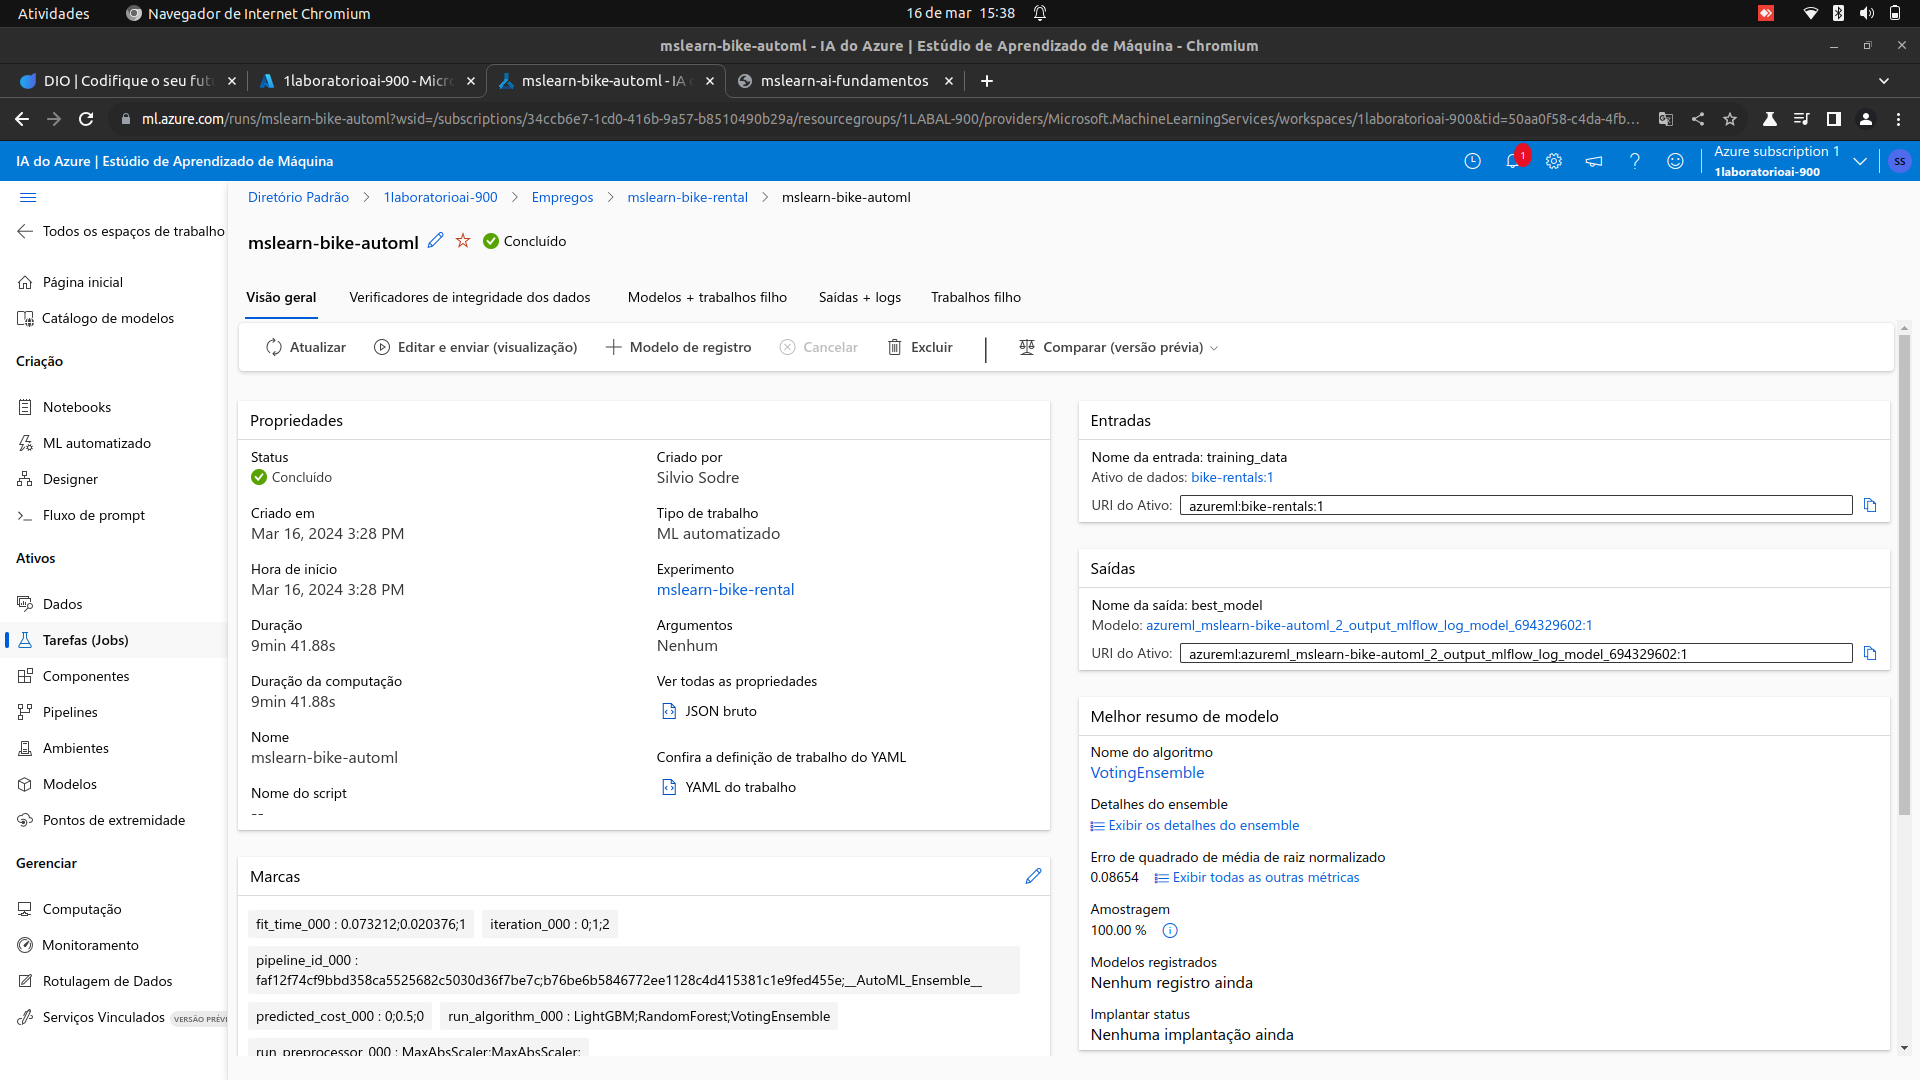 Atividades
Navegador de Internet Chromium
16 de mar 15:38
mslearn-bike-automl - IA do Azure | Estúdio de Aprendizado de Máquina - Chromium
DIO | Codifique o seu fut
1laboratorioai-900 - Micr
mslearn-bike-automl - IA
mslearn-ai-fundamentos
ml.azure.com/runs/mslearn-bike-automl?wsid=/subscriptions/34ccb6e7-1cd0-416b-9a57-b8510490b29a/resourcegroups/1LABAL-900/providers/Microsoft.MachineLearningServices/workspaces/1laboratorioai-900&tid=50aa0f58-c4da-4fb...
IA do Azure | Estúdio de Aprendizado de Máquina
1
Azure subscription 1
1laboratorioai-900
SS
Diretório Padrão > 1laboratorioai-900 > Empregos > mslearn-bike-rental > mslearn-bike-automl
Todos os espaços de trabalho
Página inicial
Catálogo de modelos
Criação
Notebooks
ML automatizado
Designer
Fluxo de prompt
Ativos
Dados
Tarefas (Jobs)
Componentes
Pipelines
Ambientes
Modelos
Pontos de extremidade
Gerenciar
Computação
Monitoramento
Rotulagem de Dados
Serviços Vinculados VERSÃO PRÉVI
mslearn-bike-automl
Concluído
Visão geral
Verificadores de integridade dos dados
Modelos + trabalhos filho
Saídas + logs
Trabalhos filho
Atualizar
Editar e enviar (visualização)
Modelo de registro
Cancelar
Excluir
Comparar (versão prévia)
Propriedades
Status
Concluído
Criado em
Mar 16, 2024 3:28 PM
Hora de início
Mar 16, 2024 3:28 PM
Duração
9min 41.88s
Duração da computação
9min 41.88s
Nome
mslearn-bike-automl
Nome do script
--
Criado por
Silvio Sodre
Tipo de trabalho
ML automatizado
Experimento
mslearn-bike-rental
Argumentos
Nenhum
Ver todas as propriedades
JSON bruto
Confira a definição de trabalho do YAML
YAML do trabalho
Marcas
fit_time_000 : 0.073212;0.020376;1
iteration_000 : 0;1;2
pipeline_id_000 :
faf12f74cf9bbd358ca5525682c5030d36f7be7c;b76be6b5846772ee1128c4d415381c1e9fed455e;__AutoML_Ensemble__
predicted_cost_000 : 0;0.5;0
run_algorithm_000 : LightGBM;RandomForest;VotingEnsemble
run_preprocessor_000 : MaxAbsScaler;MaxAbsScaler;
Entradas
Nome da entrada: training_data
Ativo de dados: bike-rentals:1
URI do Ativo: azureml:bike-rentals:1
Saídas
Nome da saída: best_model
Modelo: azureml_mslearn-bike-automl_2_output_mlflow_log_model_694329602:1
URI do Ativo: azureml:azureml_mslearn-bike-automl_2_output_mlflow_log_model_694329602:1
Melhor resumo de modelo
Nome do algoritmo
VotingEnsemble
Detalhes do ensemble
Exibir os detalhes do ensemble
Erro de quadrado de média de raiz normalizado
0.08654 Exibir todas as outras métricas
Amostragem
100.00 %
Modelos registrados
Nenhum registro ainda
Implantar status
Nenhuma implantação ainda